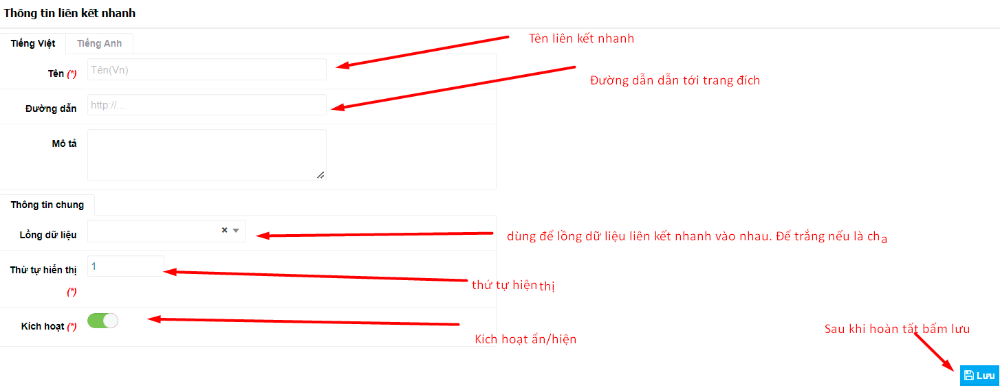 Thông tin liên kết nhanh
Tiếng Việt Tiếng Anh
Tên liên kết nhanh
Tên (*) Tên(Vn)
Đường dẫn dẫn tới trang đích
Đường dẫn http://...
Mô tả
Thông tin chung
Lồng dữ liệu × dùng để lồng dữ liệu liên kết nhanh vào nhau. Để trắng nếu là cha
Thứ tự hiển thị (*) 1
thứ tự hiện thị
Kích hoạt (*)
Kích hoạt ẩn/hiện
Sau khi hoàn tất bấm lưu
Lưu